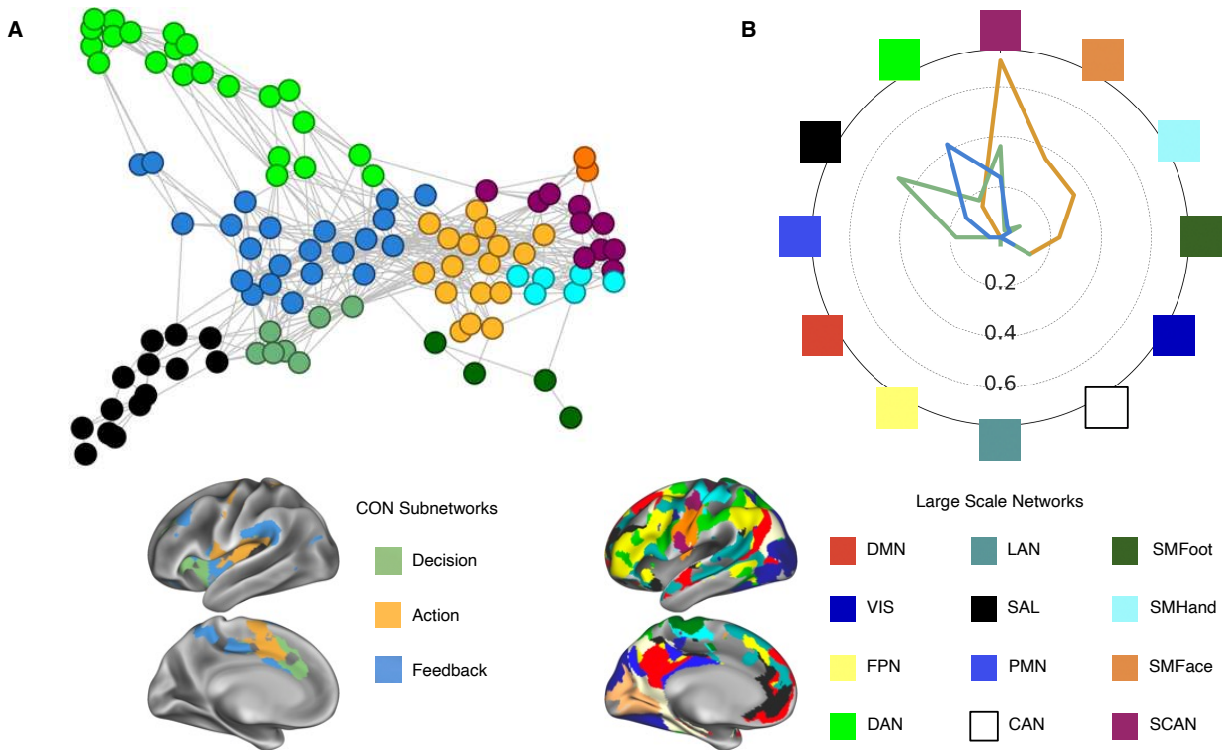 A
B
0.2
0.4
0.6
CON Subnetworks
Decision
Action
Feedback
Large Scale Networks
DMN
LAN
SMFoot
VIS
SAL
SMHand
FPN
PMN
SMFace
DAN
CAN
SCAN